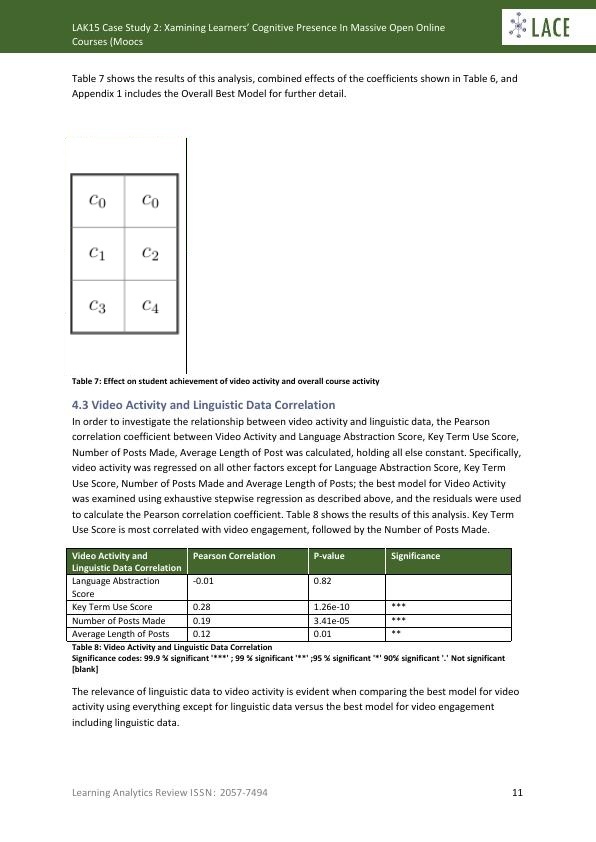 LAK15 Case Study 2: Xamining Learners’ Cognitive Presence In Massive Open Online
Courses (Moocs
LACE
Table 7 shows the results of this analysis, combined effects of the coefficients shown in Table 6, and
Appendix 1 includes the Overall Best Model for further detail.
c₀ c₀
c₁ c₂
c₃ c₄
Table 7: Effect on student achievement of video activity and overall course activity
4.3 Video Activity and Linguistic Data Correlation
In order to investigate the relationship between video activity and linguistic data, the Pearson
correlation coefficient between Video Activity and Language Abstraction Score, Key Term Use Score,
Number of Posts Made, Average Length of Post was calculated, holding all else constant. Specifically,
video activity was regressed on all other factors except for Language Abstraction Score, Key Term
Use Score, Number of Posts Made and Average Length of Posts; the best model for Video Activity
was examined using exhaustive stepwise regression as described above, and the residuals were used
to calculate the Pearson correlation coefficient. Table 8 shows the results of this analysis. Key Term
Use Score is most correlated with video engagement, followed by the Number of Posts Made.
Video Activity and Pearson Correlation P-value Significance
Linguistic Data Correlation
Language Abstraction -0.01 0.82
Score
Key Term Use Score 0.28 1.26e-10 ***
Number of Posts Made 0.19 3.41e-05 ***
Average Length of Posts 0.12 0.01 **
Table 8: Video Activity and Linguistic Data Correlation
Significance codes: 99.9 % significant '***' ; 99 % significant '**' ;95 % significant '*' 90% significant '.' Not significant
[blank]
The relevance of linguistic data to video activity is evident when comparing the best model for video
activity using everything except for linguistic data versus the best model for video engagement
including linguistic data.
Learning Analytics Review ISSN: 2057-7494 11